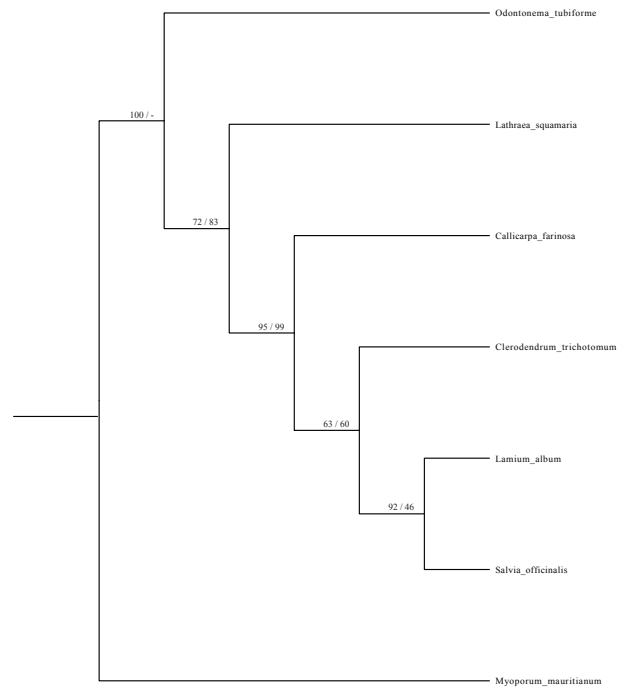 Odontonema_tubiforme
100 / -
Lathraea_squamaria
72 / 83
Callicarpa_farinosa
95 / 99
Clerodendrum_trichotomum
63 / 60
Lamium_album
92 / 46
Salvia_officinalis
Myoporum_mauritianum